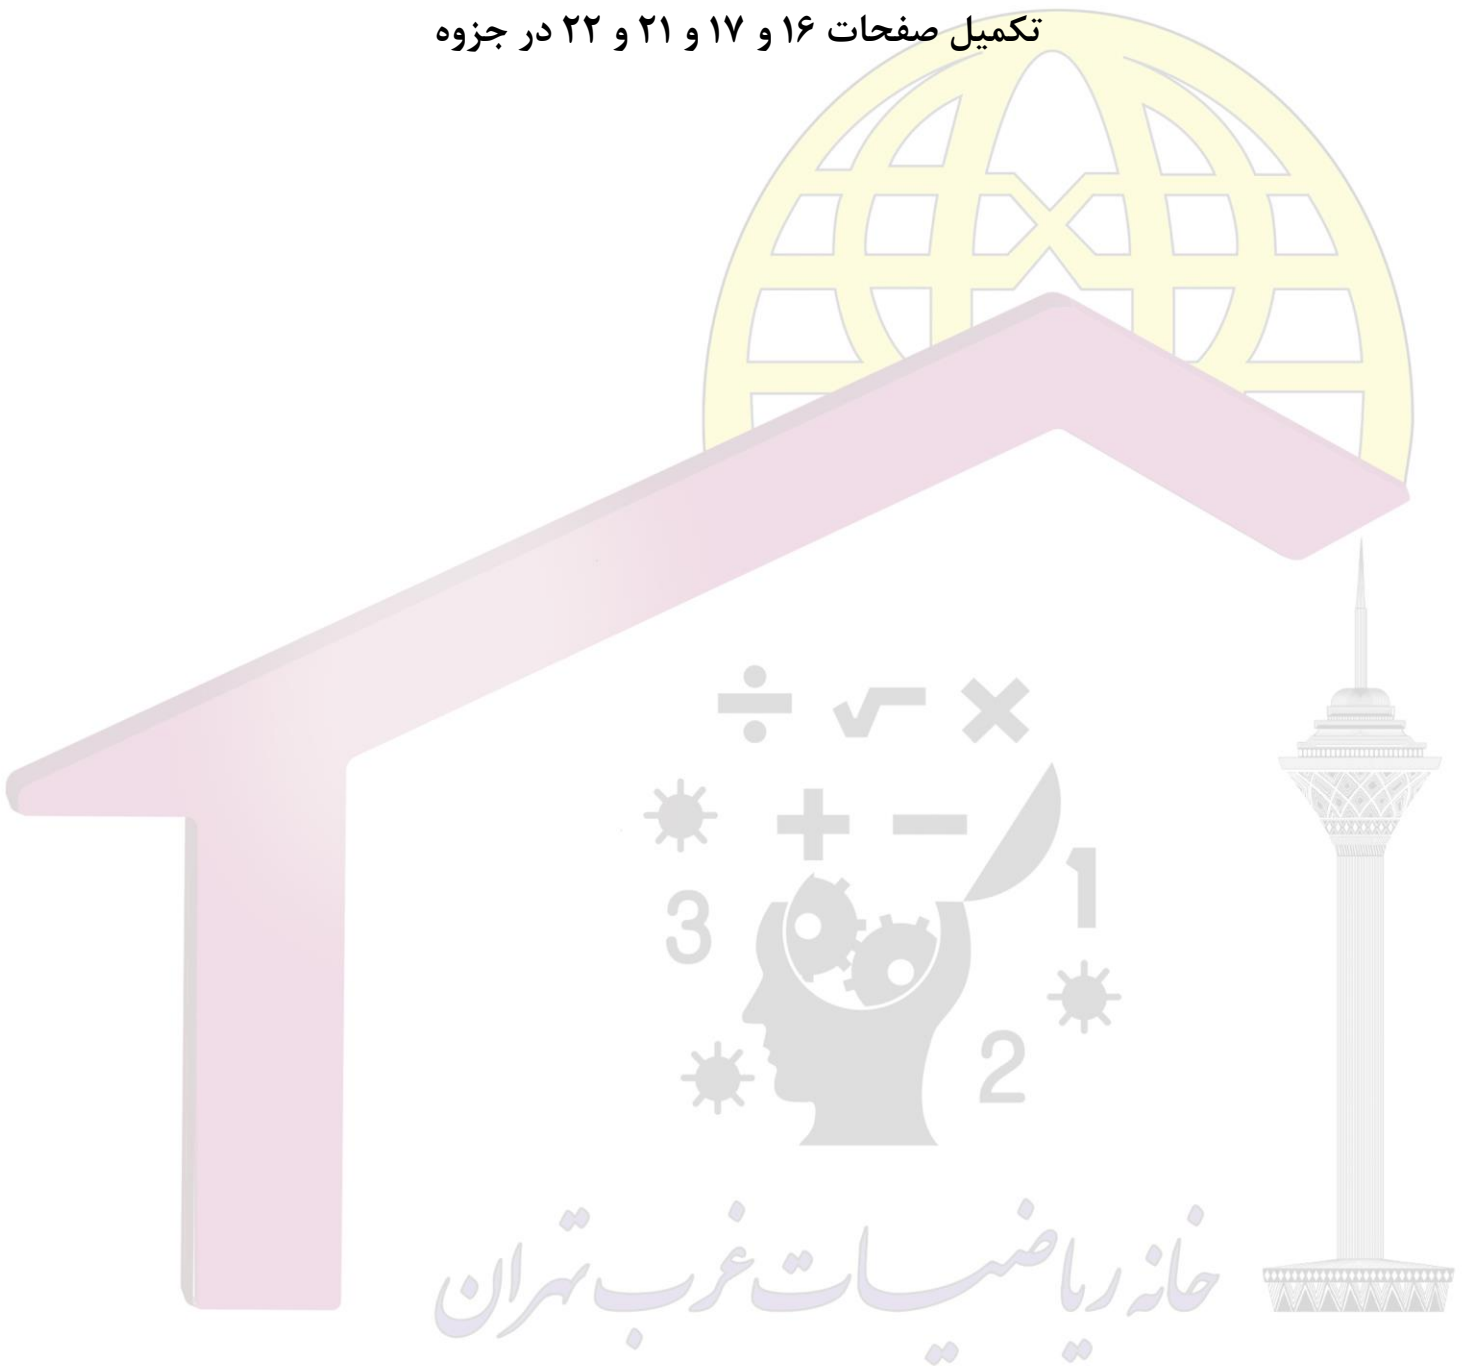 تکمیل صفحات ۱۶ و ۱۷ و ۲۱ و ۲۲ در جزوه
3
1
2
خانه ریاضیات غرب تهران